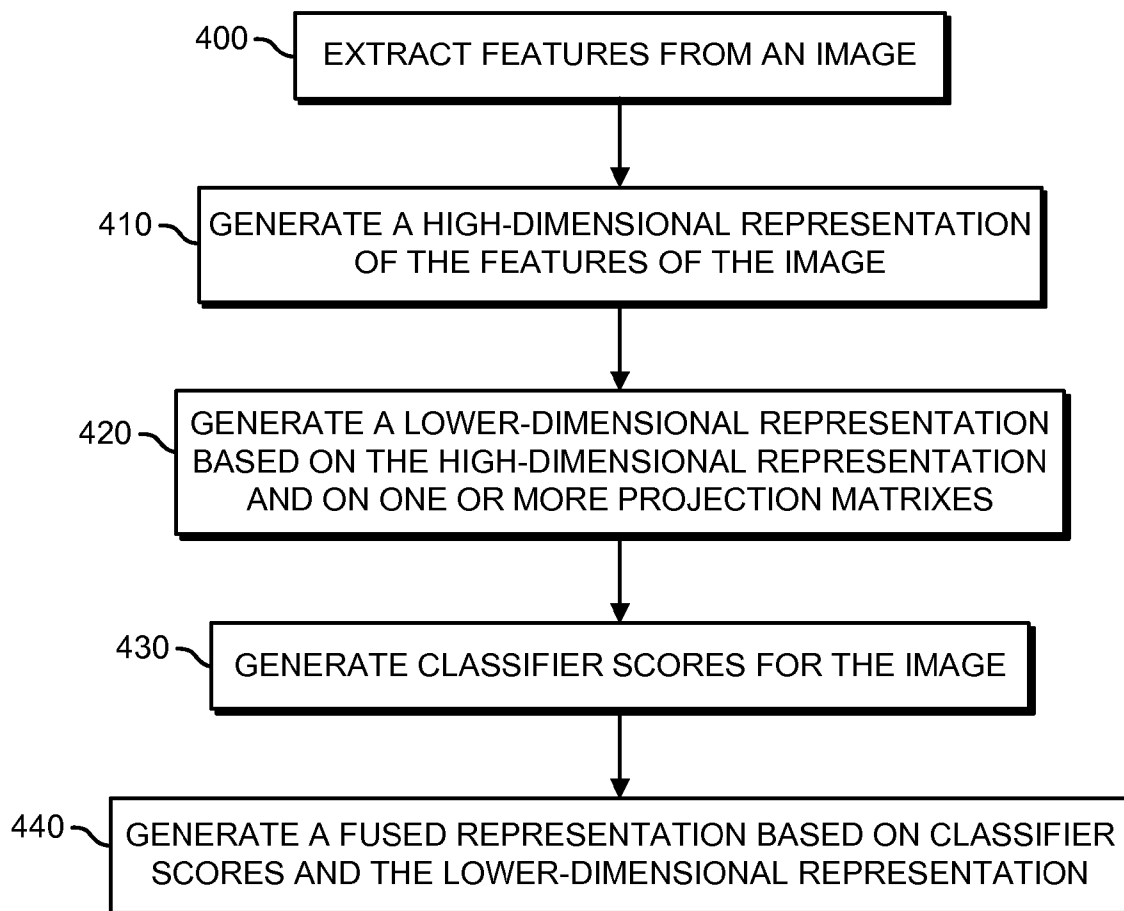 400
EXTRACT FEATURES FROM AN IMAGE
410
GENERATE A HIGH-DIMENSIONAL REPRESENTATION
OF THE FEATURES OF THE IMAGE
420
GENERATE A LOWER-DIMENSIONAL REPRESENTATION
BASED ON THE HIGH-DIMENSIONAL REPRESENTATION
AND ON ONE OR MORE PROJECTION MATRIXES
430
GENERATE CLASSIFIER SCORES FOR THE IMAGE
440
GENERATE A FUSED REPRESENTATION BASED ON CLASSIFIER
SCORES AND THE LOWER-DIMENSIONAL REPRESENTATION